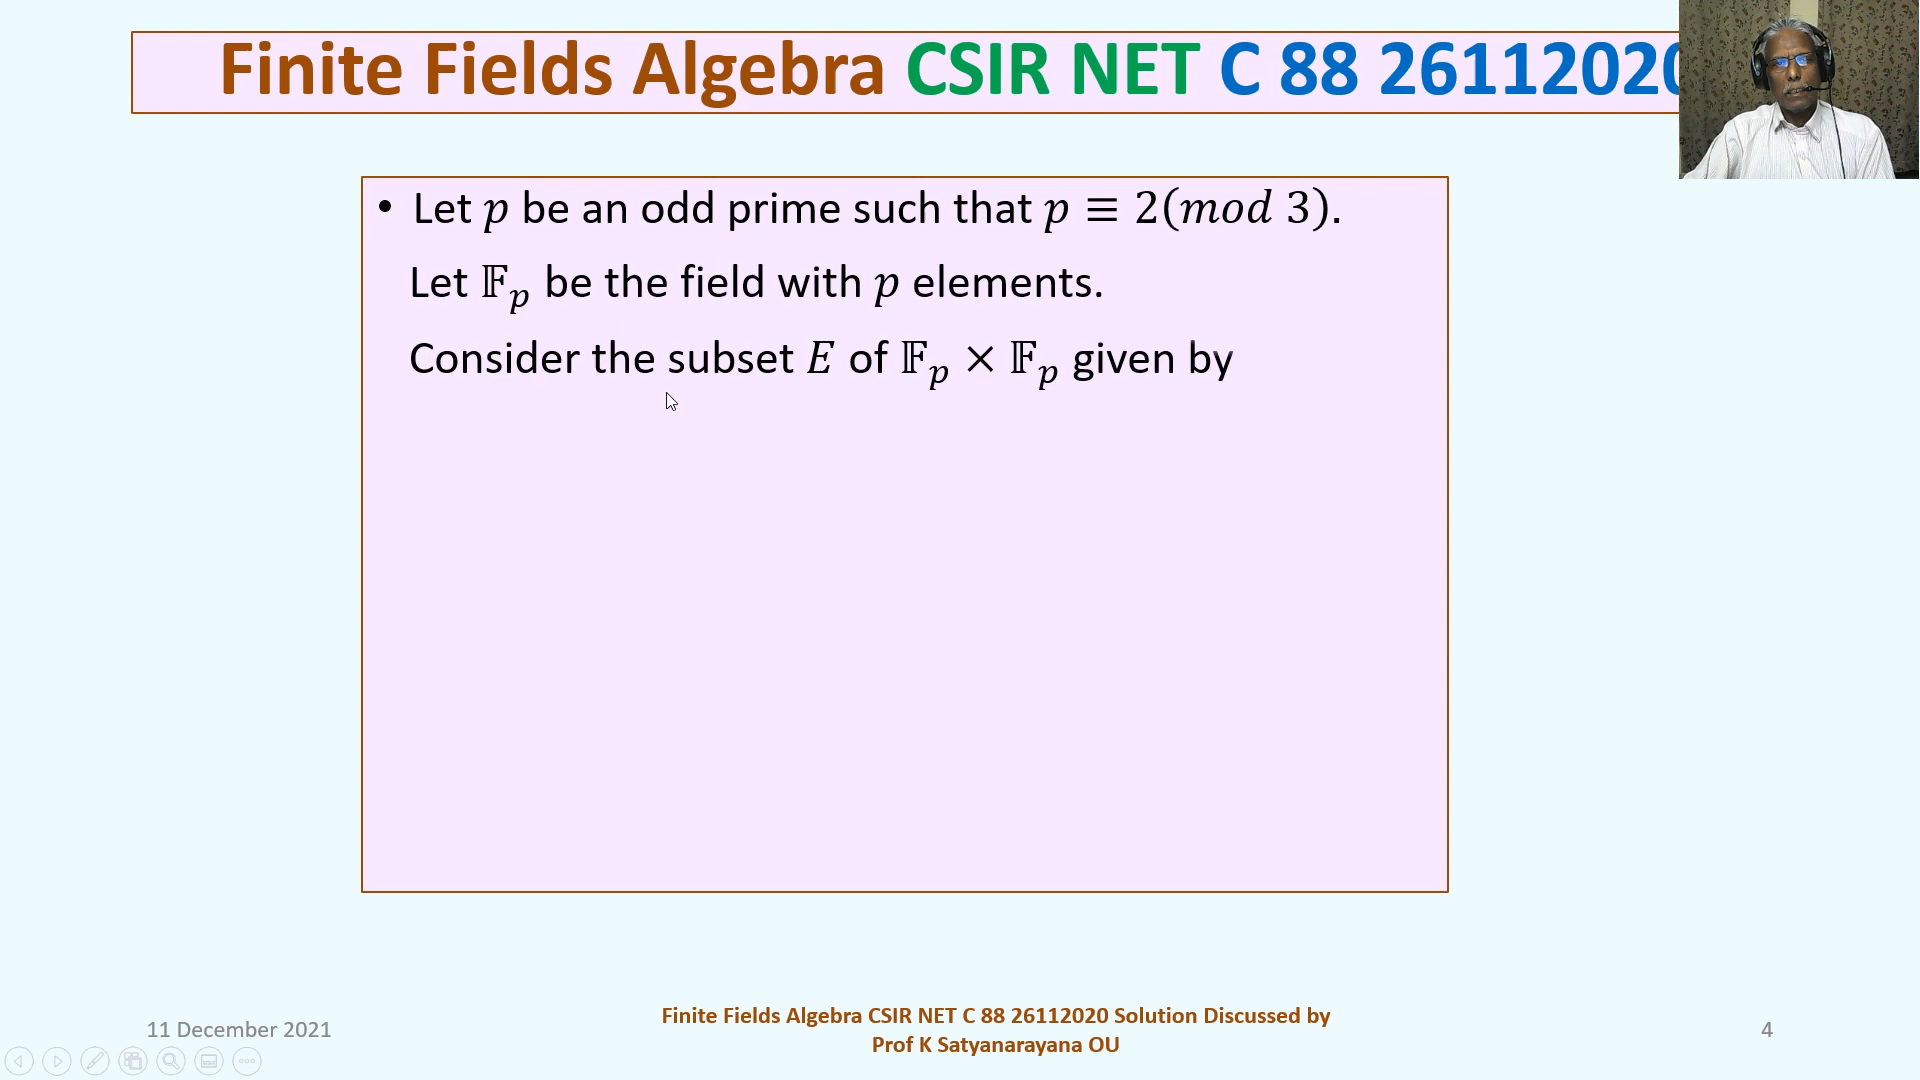 Finite Fields Algebra CSIR NET C 88 26112020
• Let p be an odd prime such that p ≡ 2(mod 3).
Let 𝔽ₚ be the field with p elements.
Consider the subset E of 𝔽ₚ × 𝔽ₚ given by
11 December 2021
Finite Fields Algebra CSIR NET C 88 26112020 Solution Discussed by
Prof K Satyanarayana OU
4